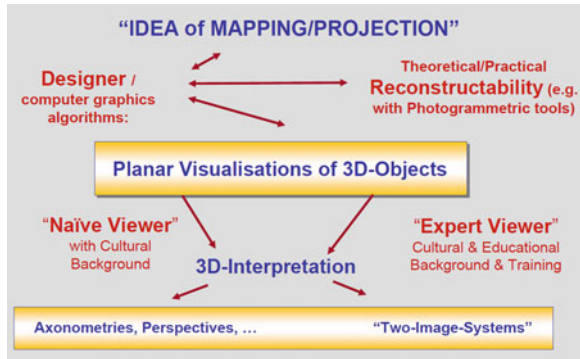 “IDEA of MAPPING/PROJECTION”
Designer /
computer graphics
algorithms:
Theoretical/Practical
Reconstructability (e.g.
with Photogrammetric tools)
Planar Visualisations of 3D-Objects
“Naïve Viewer”
with Cultural
Background
“Expert Viewer”
Cultural & Educational
Background & Training
3D-Interpretation
Axonometries, Perspectives, …
“Two-Image-Systems”